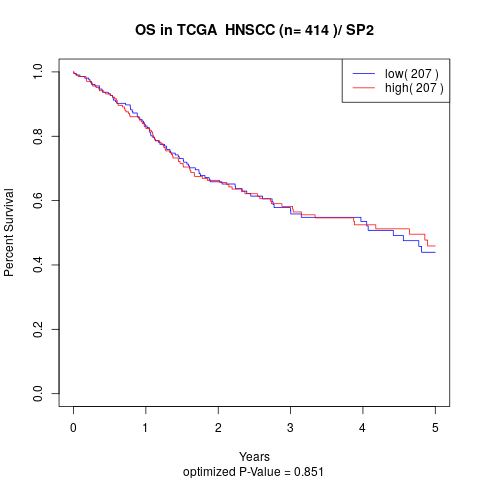 OS in TCGA  HNSCC (n= 414 )/ SP2
low( 207 )
high( 207 )
Percent Survival
1.0
0.8
0.6
0.4
0.2
0.0
0 1 2 3 4 5
Years
optimized P-Value = 0.851